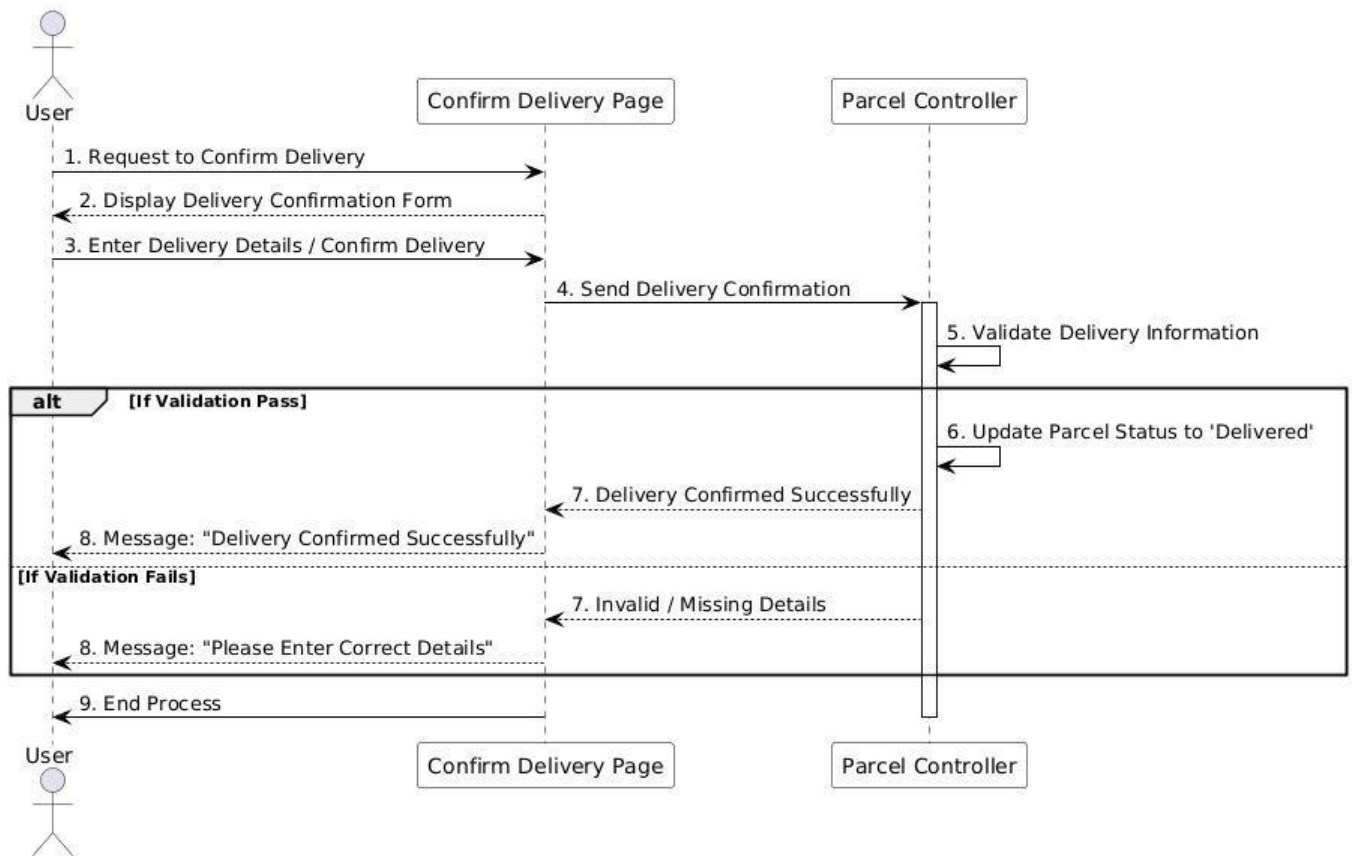 User
Confirm Delivery Page
Parcel Controller
1. Request to Confirm Delivery
2. Display Delivery Confirmation Form
3. Enter Delivery Details / Confirm Delivery
4. Send Delivery Confirmation
5. Validate Delivery Information
alt [If Validation Pass]
6. Update Parcel Status to 'Delivered'
7. Delivery Confirmed Successfully
8. Message: "Delivery Confirmed Successfully"
[If Validation Fails]
7. Invalid / Missing Details
8. Message: "Please Enter Correct Details"
9. End Process
User
Confirm Delivery Page
Parcel Controller